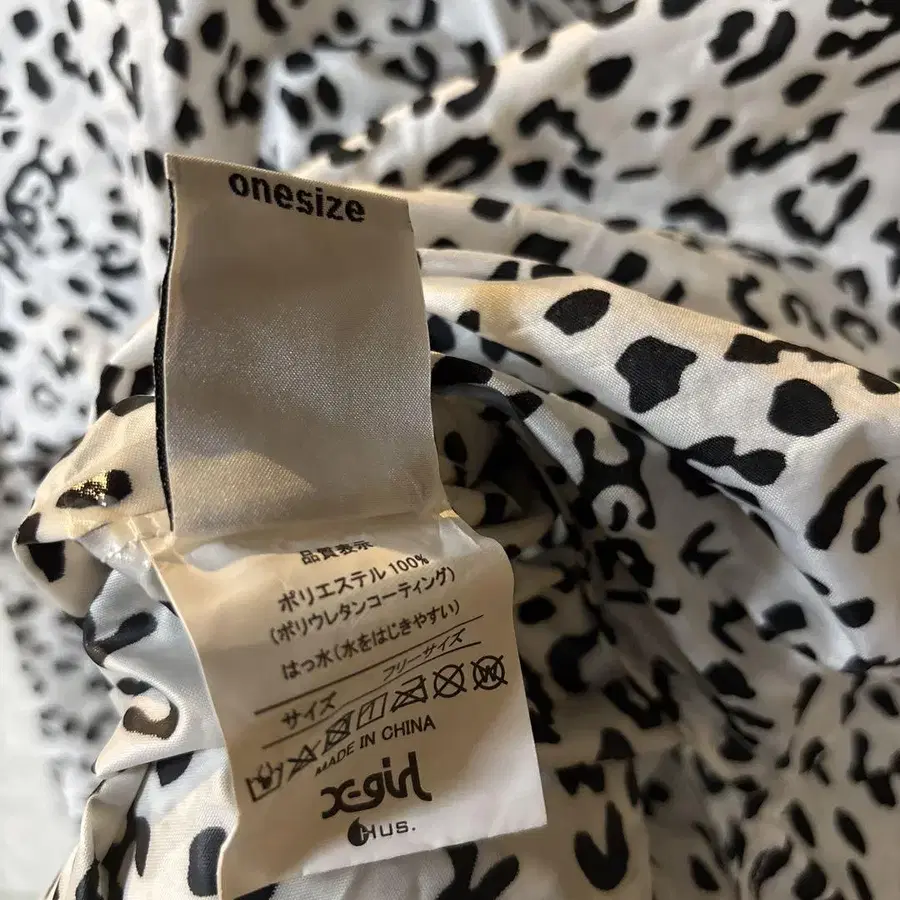 onesize
品質表示
ポリエステル 100%
(ポリウレタンコーティング)
はっ水(水をはじきやすい)
サイズ フリーサイズ
MADE IN CHINA
X-girl
HUS.